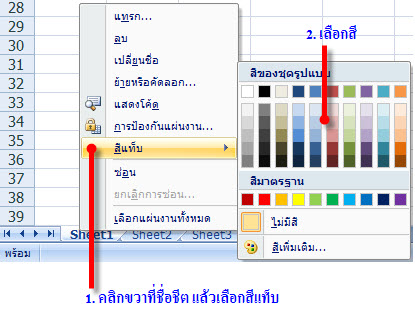 28
29
30
31
32
33
34
35
36
37
38
39
แทรก...
ลบ
เปลี่ยนชื่อ
ย้ายหรือคัดลอก...
แสดงโค้ด
การป้องกันแผ่นงาน...
สีแท็บ
ซ่อน
ยกเลิกการซ่อน...
เลือกแผ่นงานทั้งหมด
2. เลือกสี
สีของชุดรูปแบบ
สีมาตรฐาน
ไม่มีสี
สีเพิ่มเติม...
Sheet1 Sheet2 Sheet3
พร้อม
1. คลิกขวาที่ชื่อชีต แล้วเลือกสีแท็บ